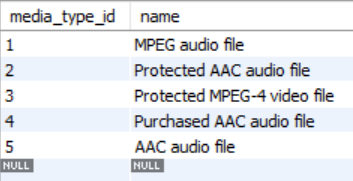 media_type_id name
1 MPEG audio file
2 Protected AAC audio file
3 Protected MPEG-4 video file
4 Purchased AAC audio file
5 AAC audio file
NULL NULL